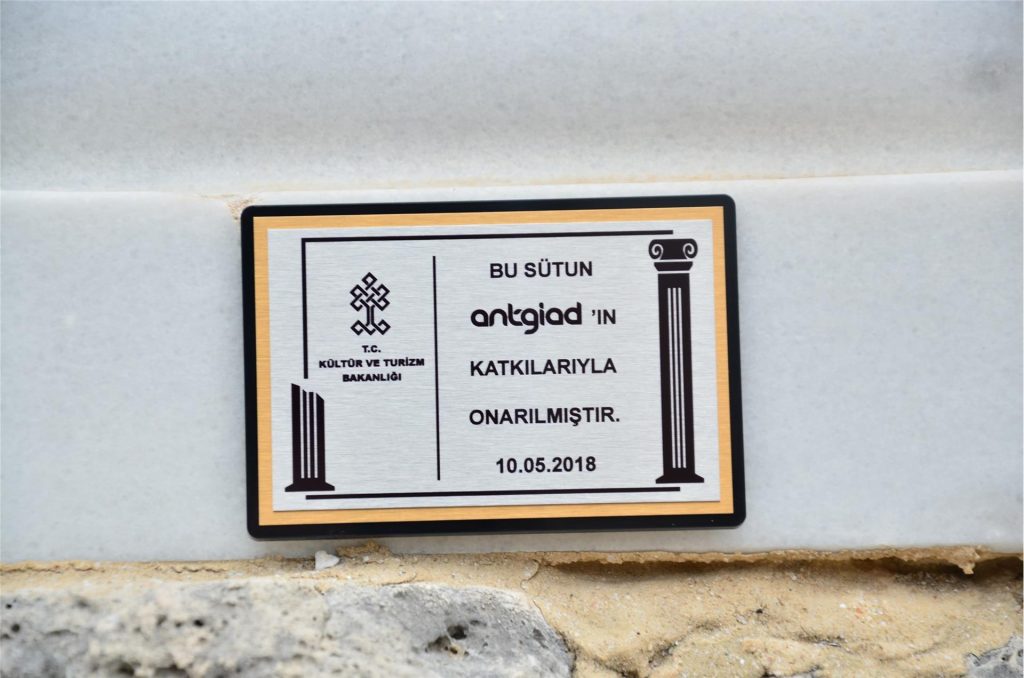 T.C.
KÜLTÜR VE TURİZM
BAKANLIĞI
BU SÜTUN
antgiad 'IN
KATKILARIYLA
ONARILMIŞTIR.
10.05.2018